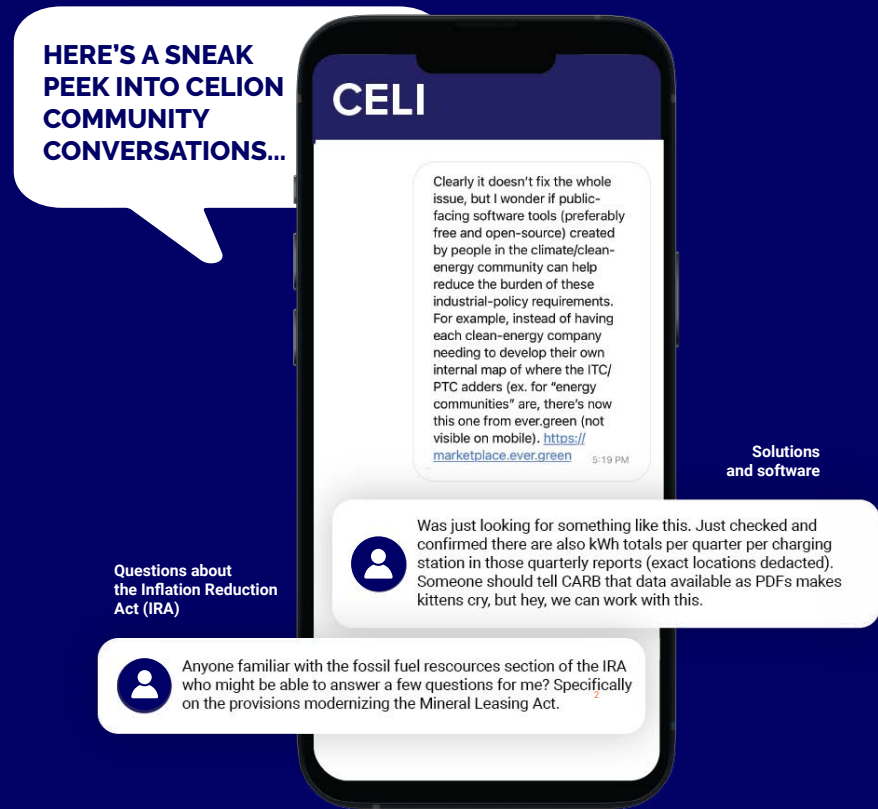 HERE'S A SNEAK
PEEK INTO CELION
COMMUNITY
CONVERSATIONS...
CELI
Clearly it doesn't fix the whole
issue, but I wonder if public-
facing software tools (preferably
free and open-source) created
by people in the climate/clean-
energy community can help
reduce the burden of these
industrial-policy requirements.
For example, instead of having
each clean-energy company
needing to develop their own
internal map of where the ITC/
PTC adders (ex. for "energy
communities" are, there's now
this one from ever.green (not
visible on mobile). https://
marketplace.ever.green 5:19 PM
Solutions
and software
Was just looking for something like this. Just checked and
confirmed there are also kWh totals per quarter per charging
station in those quarterly reports (exact locations dedacted).
Someone should tell CARB that data available as PDFs makes
kittens cry, but hey, we can work with this.
Questions about
the Inflation Reduction
Act (IRA)
Anyone familiar with the fossil fuel rescources section of the IRA
who might be able to answer a few questions for me? Specifically
on the provisions modernizing the Mineral Leasing Act.
2